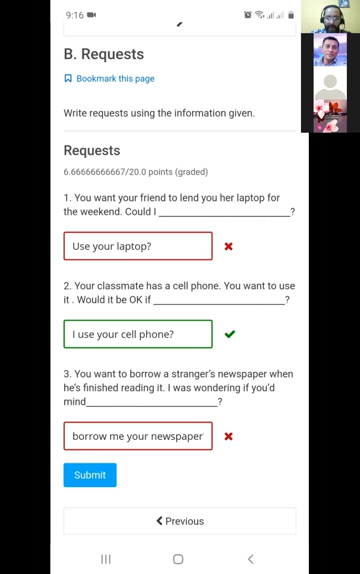 9:16
B. Requests
Bookmark this page
Write requests using the information given.
Requests
6.66666666667/20.0 points (graded)
1. You want your friend to lend you her laptop for
the weekend. Could I ________________________?
Use your laptop?
2. Your classmate has a cell phone. You want to use
it . Would it be OK if ________________________?
I use your cell phone?
3. You want to borrow a stranger's newspaper when
he's finished reading it. I was wondering if you'd
mind________________________?
borrow me your newspaper
Submit
Previous